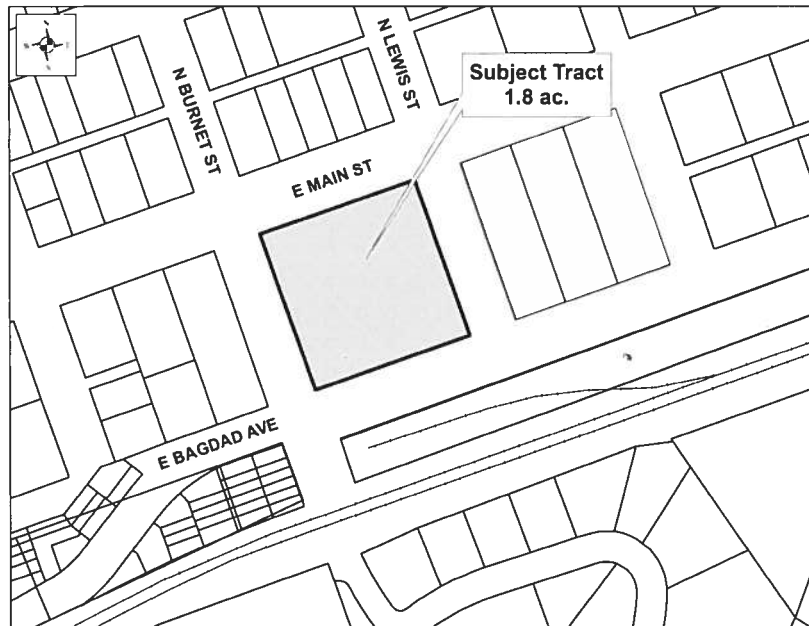 N BURNET ST
N LEWIS ST
Subject Tract
1.8 ac.
E MAIN ST
E BAGDAD AVE